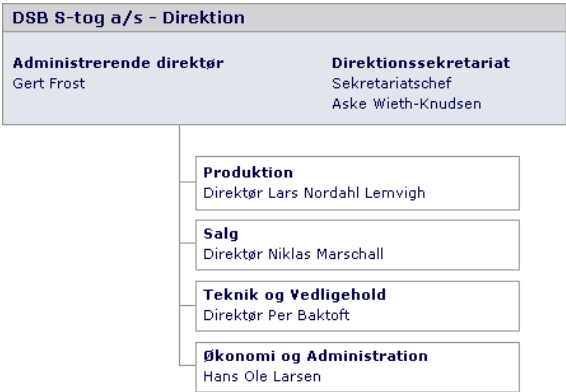 DSB S-tog a/s - Direktion
Administrerende direktør
Gert Frost
Direktionssekretariat
Sekretariatschef
Aske Wieth-Knudsen
Produktion
Direktør Lars Nordahl Lemvigh
Salg
Direktør Niklas Marschall
Teknik og Vedligehold
Direktør Per Baktoft
Økonomi og Administration
Hans Ole Larsen